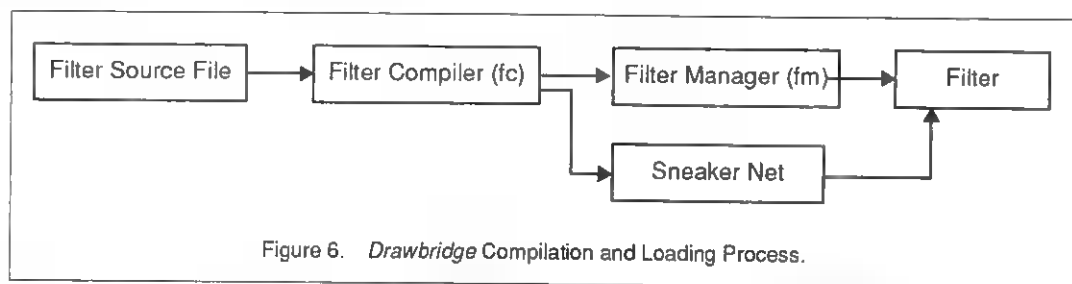 Filter Source File
Filter Compiler (fc)
Filter Manager (fm)
Filter
Sneaker Net
Figure 6. Drawbridge Compilation and Loading Process.